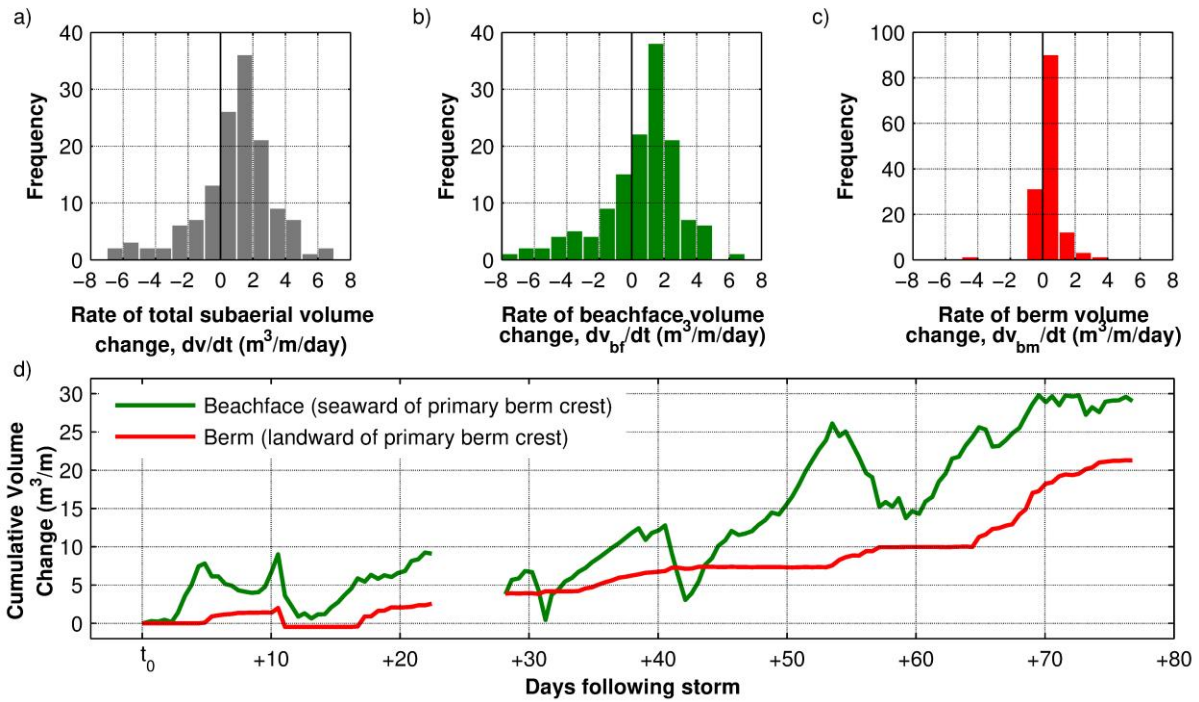 a)
b)
c)
40
30
20
10
0
Frequency
−8 −6 −4 −2 0 2 4 6 8
Rate of total subaerial volume
change, dv/dt (m³/m/day)
40
30
20
10
0
Frequency
−8 −6 −4 −2 0 2 4 6 8
Rate of beachface volume
change, dv_bf/dt (m³/m/day)
100
80
60
40
20
0
Frequency
−8 −6 −4 −2 0 2 4 6 8
Rate of berm volume
change, dv_bm/dt (m³/m/day)
d)
30
25
20
15
10
5
0
Cumulative Volume
Change (m³/m)
Beachface (seaward of primary berm crest)
Berm (landward of primary berm crest)
t₀ +10 +20 +30 +40 +50 +60 +70 +80
Days following storm